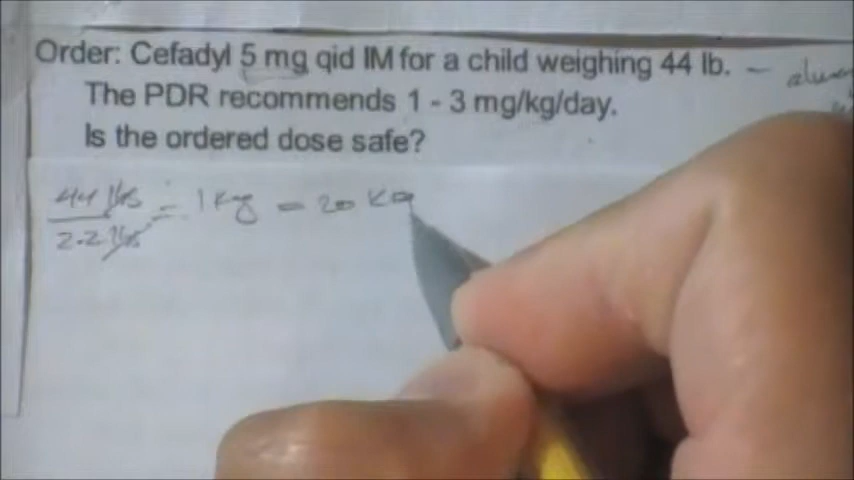 Order: Cefadyl 5 mg qid IM for a child weighing 44 lb. –
The PDR recommends 1 - 3 mg/kg/day.
Is the ordered dose safe?
44 lbs
2.2 lbs
÷ 1 Kg = 20 KG